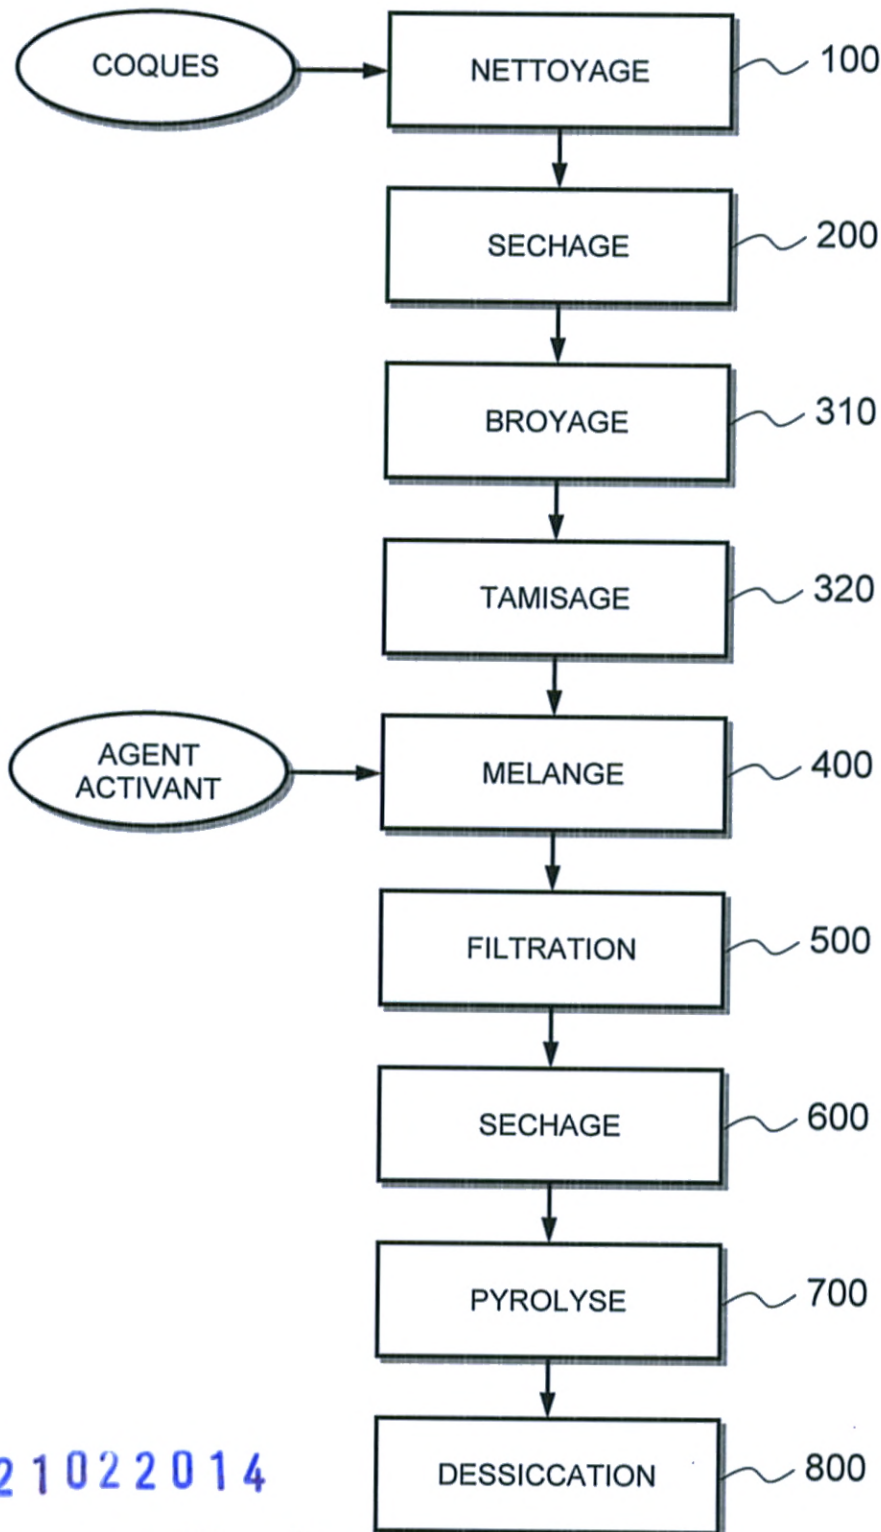 COQUES
NETTOYAGE
100
SECHAGE
200
BROYAGE
310
TAMISAGE
320
AGENT
ACTIVANT
MELANGE
400
FILTRATION
500
SECHAGE
600
PYROLYSE
700
DESSICCATION
800
21022014